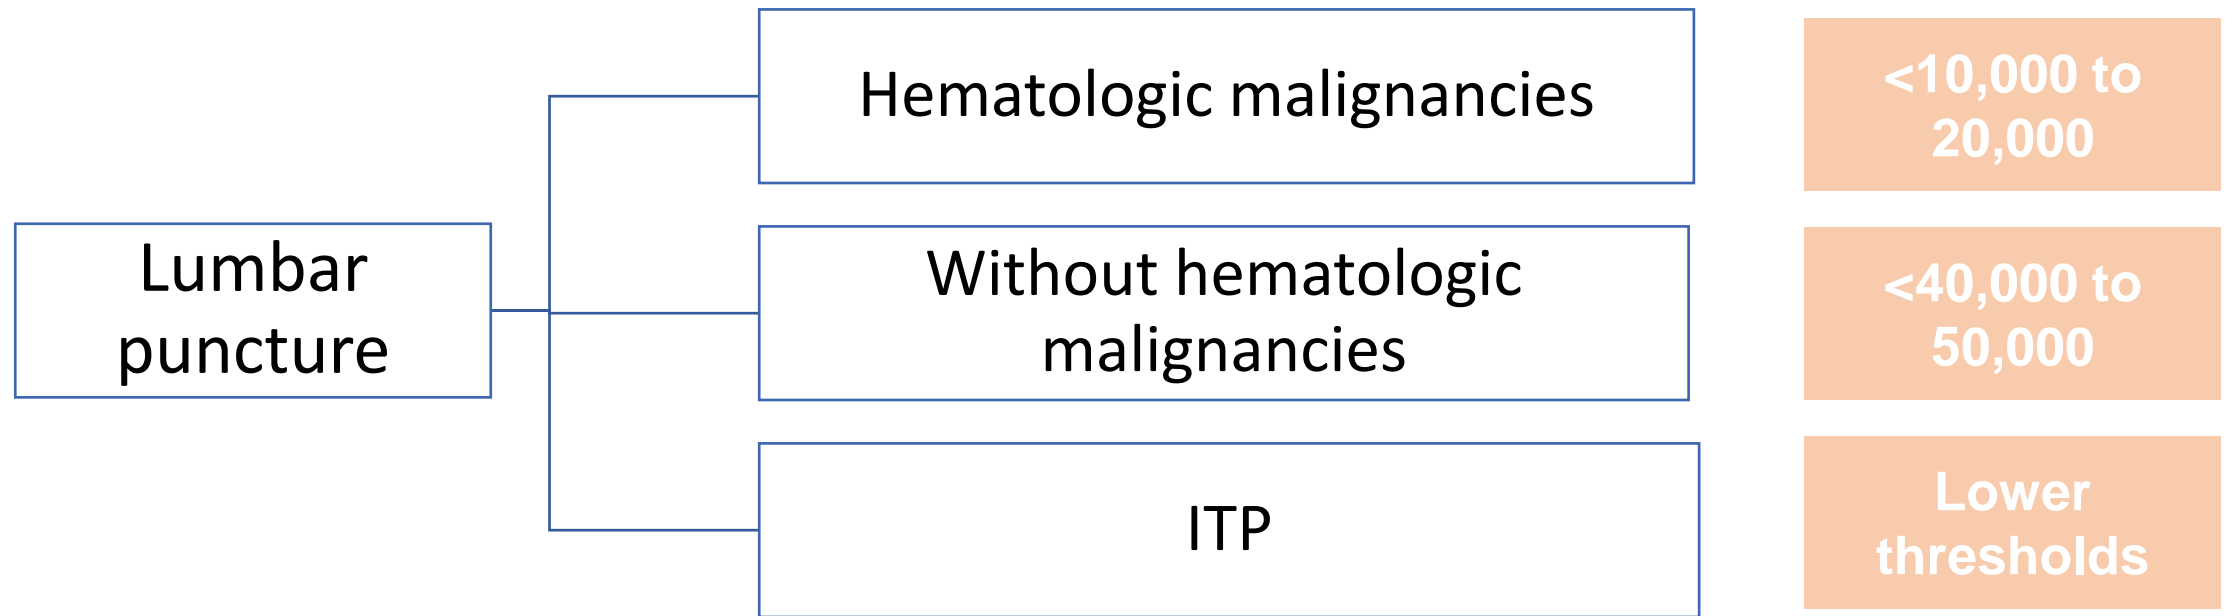 Lumbar
puncture
Hematologic malignancies
<10,000 to
20,000
Without hematologic
malignancies
<40,000 to
50,000
ITP
Lower
thresholds